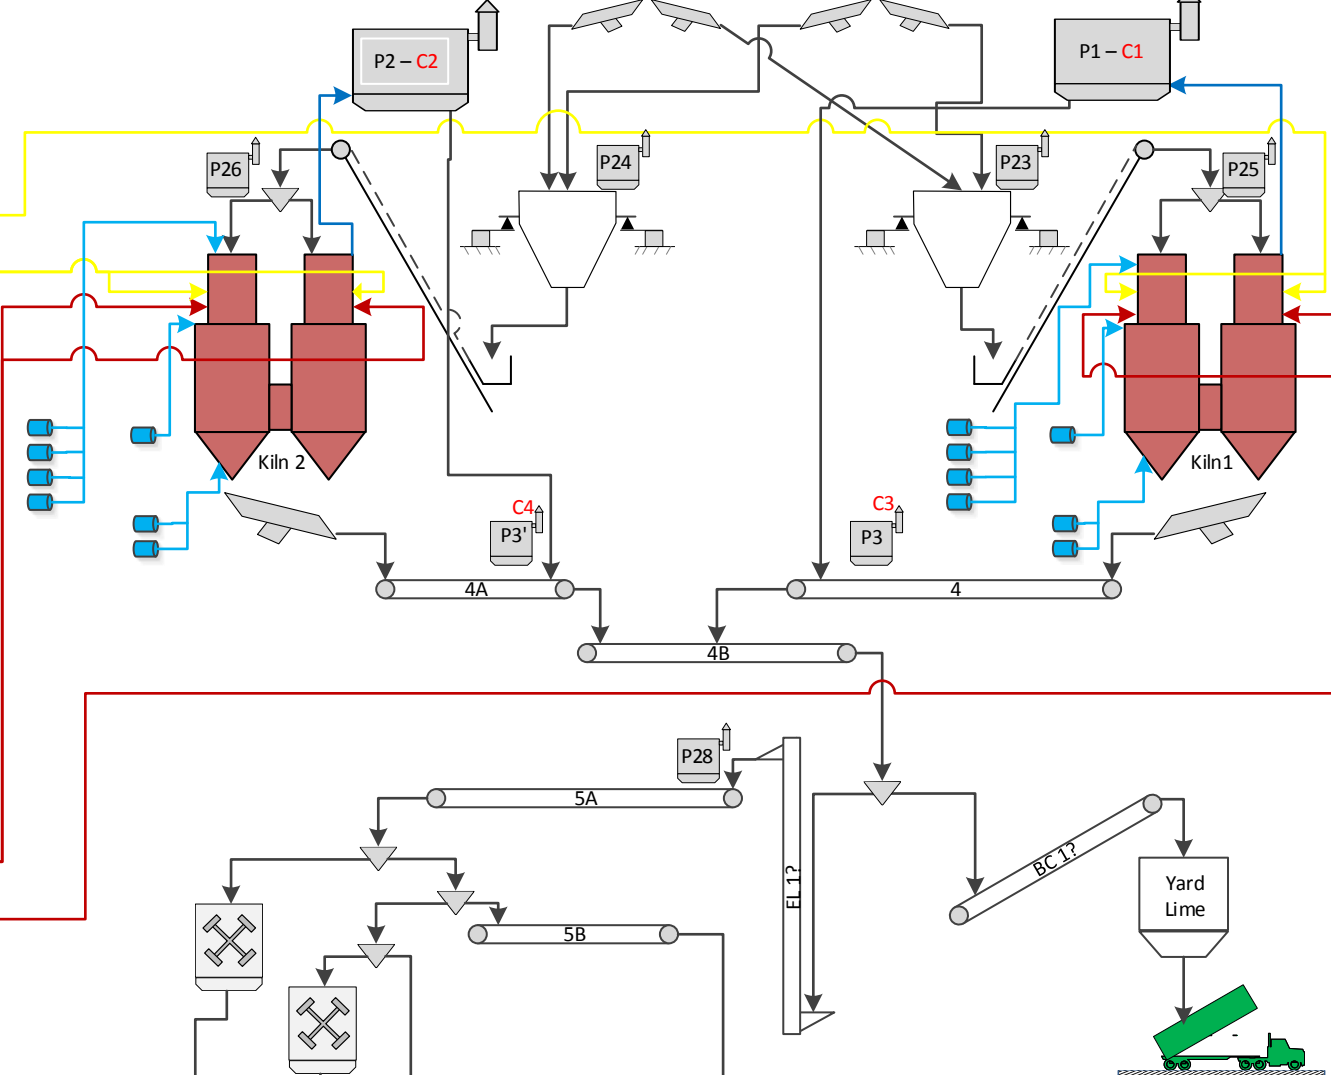 P2 – C2
P1 – C1
P26
P24
P23
P25
Kiln 2
Kiln1
C4
P3'
C3
P3
4A
4
4B
P28
5A
EL 1?
BC 1?
Yard
Lime
5B
-